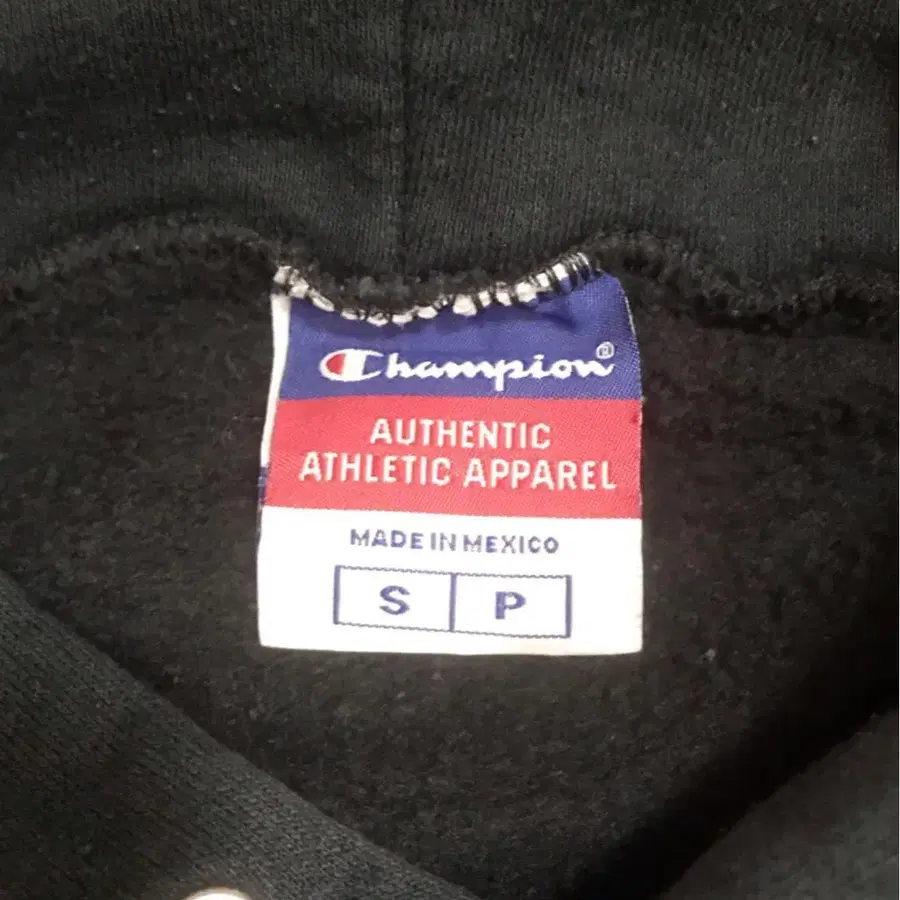 Champion®
AUTHENTIC
ATHLETIC APPAREL
MADE IN MEXICO
S P